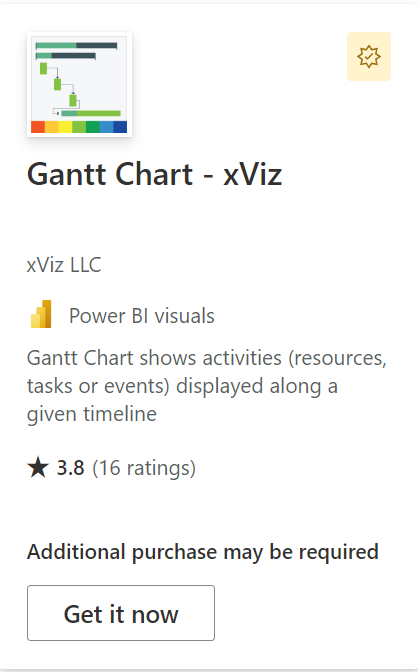 Gantt Chart - xViz
xViz LLC
Power BI visuals
Gantt Chart shows activities (resources,
tasks or events) displayed along a
given timeline
★ 3.8 (16 ratings)
Additional purchase may be required
Get it now